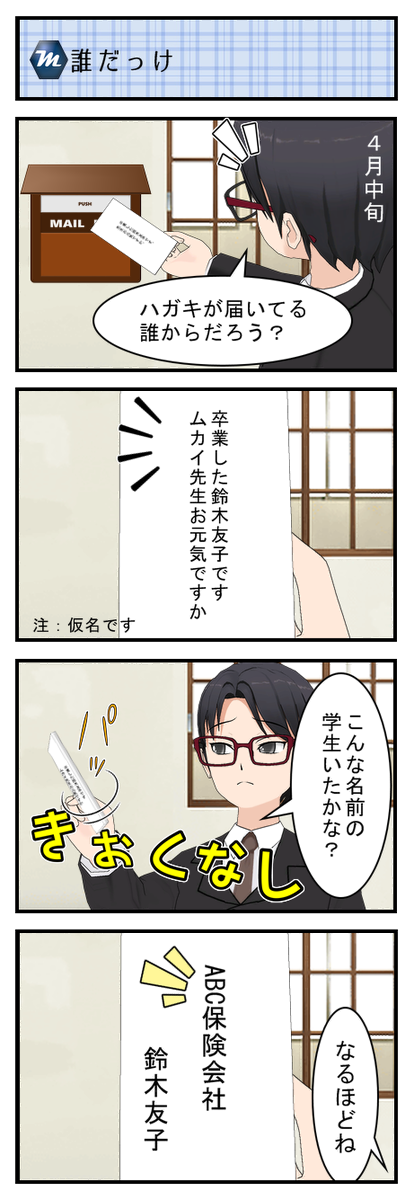 m
誰だっけ
4月中旬
PUSH
MAIL
ハガキが届いてる
誰からだろう？
卒業した鈴木友子です
ムカイ先生お元気ですか
注：仮名です
こんな名前の
学生いたかな？
パッ
きおくなし
ABC保険会社
鈴木友子
なるほどね